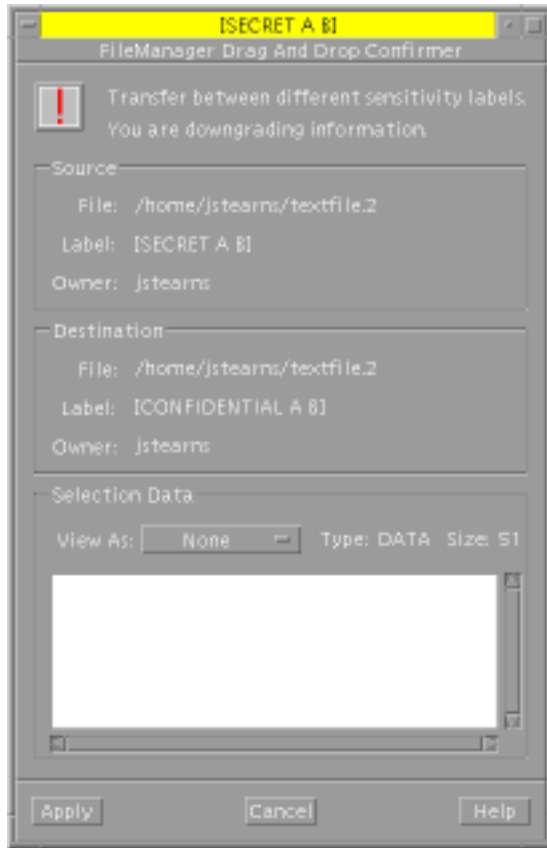 [SECRET A B]
FileManager Drag And Drop Confirmer
Transfer between different sensitivity labels.
You are downgrading information.
Source
File: /home/jstearns/textfile.2
Label: [SECRET A B]
Owner: jstearns
Destination
File: /home/jstearns/textfile.2
Label: [CONFIDENTIAL A B]
Owner: jstearns
Selection Data
View As: None Type: DATA Size: 51
Apply Cancel Help